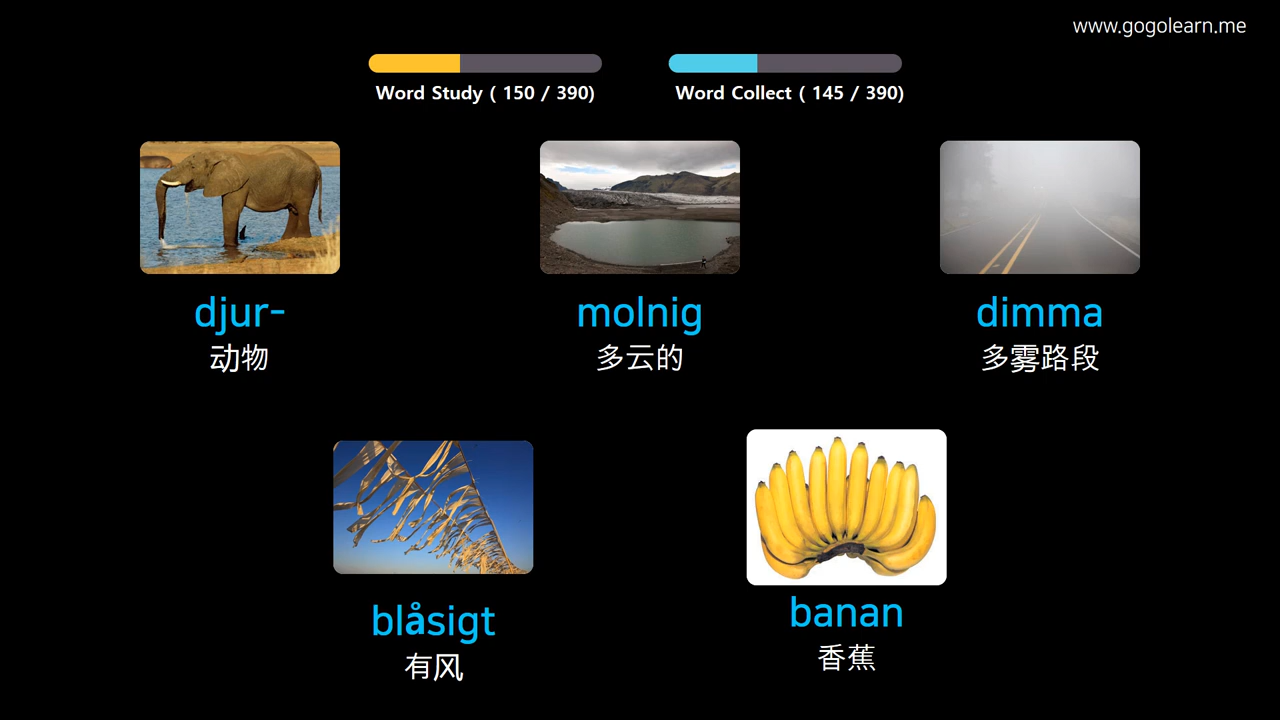 www.gogolearn.me
Word Study ( 150 / 390)
Word Collect ( 145 / 390)
djur-
动物
molnig
多云的
dimma
多雾路段
blåsigt
有风
banan
香蕉